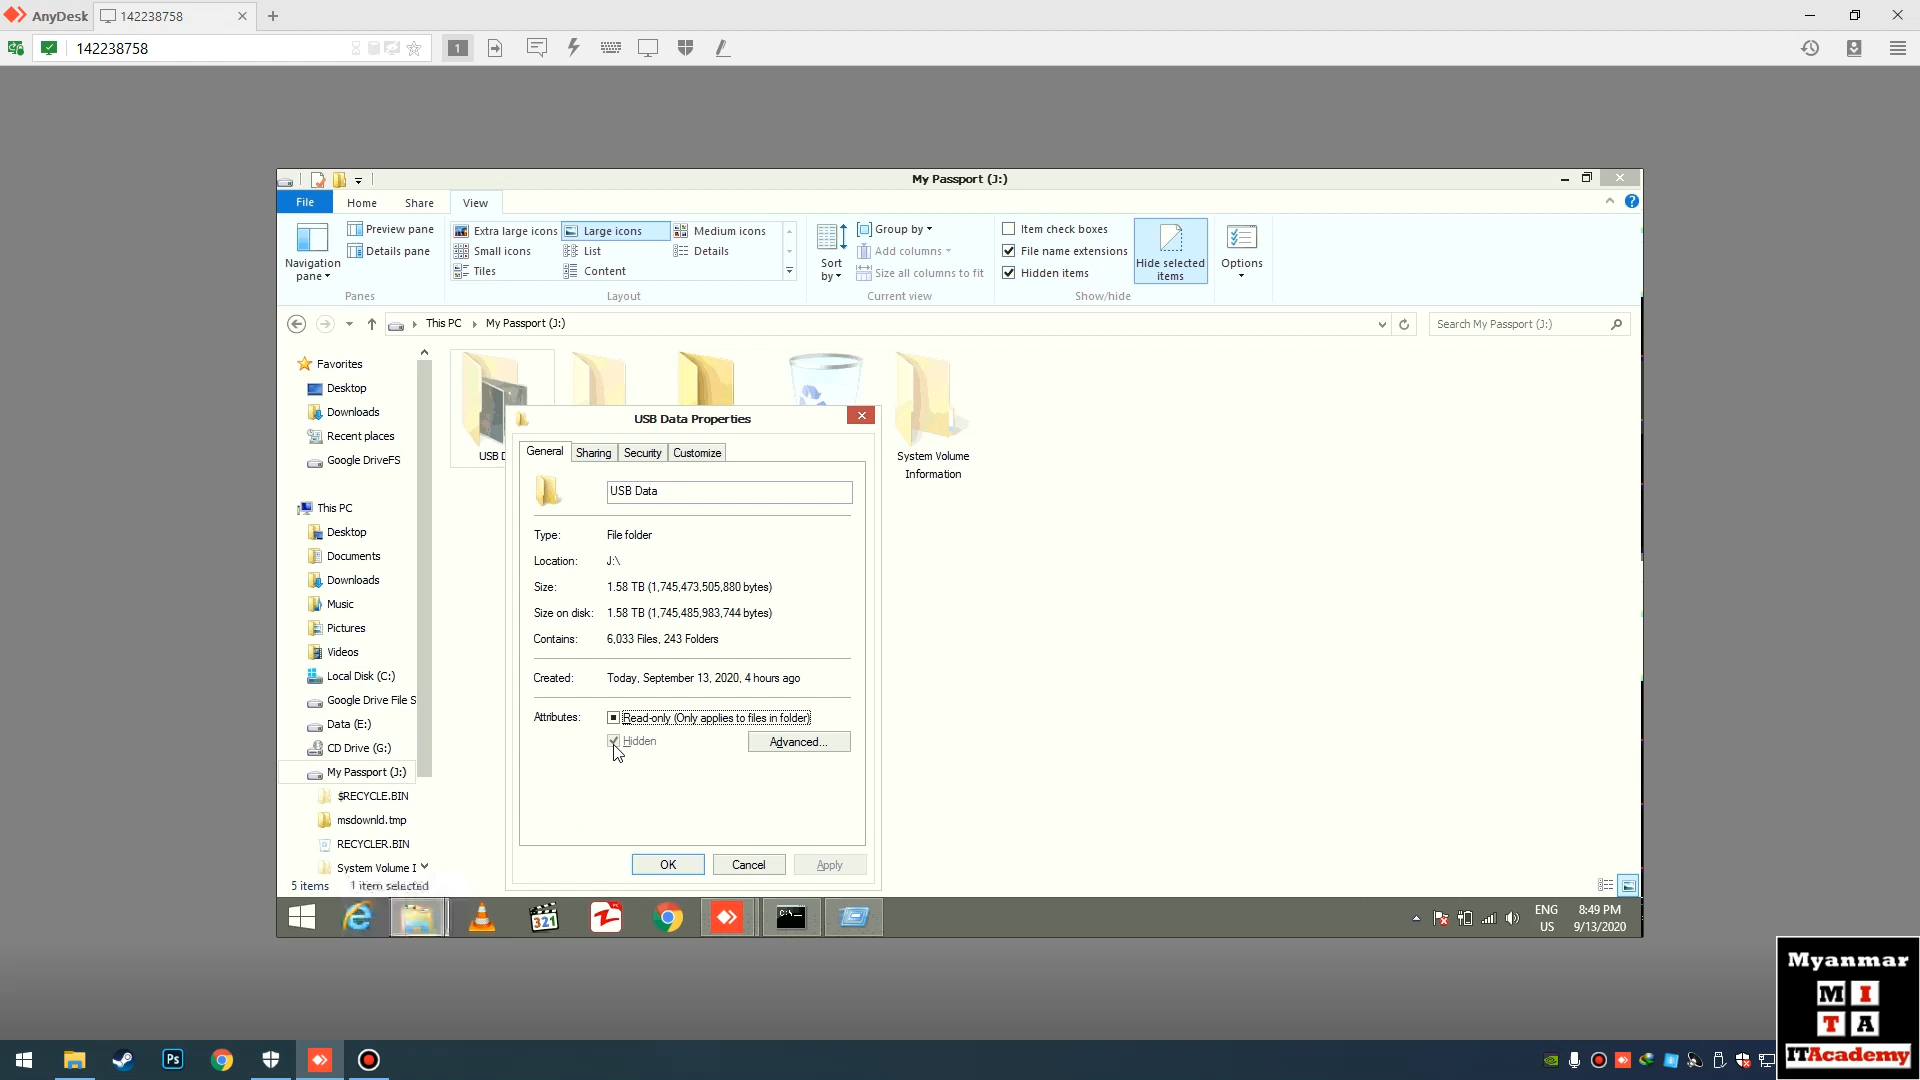 AnyDesk
142238758
142238758
1
My Passport (J:)
File
Home
Share
View
Navigation pane
Preview pane
Details pane
Panes
Extra large icons
Large icons
Medium icons
Small icons
List
Details
Tiles
Content
Layout
Sort by
Group by
Add columns
Size all columns to fit
Current view
Item check boxes
File name extensions
Hidden items
Hide selected items
Show/hide
Options
This PC
My Passport (J:)
Search My Passport (J:)
Favorites
Desktop
Downloads
Recent places
Google DriveFS
This PC
Desktop
Documents
Downloads
Music
Pictures
Videos
Local Disk (C:)
Google Drive File S
Data (E:)
CD Drive (G:)
My Passport (J:)
$RECYCLE.BIN
msdownld.tmp
RECYCLER.BIN
System Volume I
USB D
System Volume
Information
USB Data Properties
General
Sharing
Security
Customize
USB Data
Type: File folder
Location: J:\
Size: 1.58 TB (1,745,473,505,880 bytes)
Size on disk: 1.58 TB (1,745,485,983,744 bytes)
Contains: 6,033 Files, 243 Folders
Created: Today, September 13, 2020, 4 hours ago
Attributes: Read-only (Only applies to files in folder)
Hidden
Advanced...
OK
Cancel
Apply
5 items
1 item selected
321
C:\
ENG
US
8:49 PM
9/13/2020
Ps
Myanmar
M I
T A
ITAcademy